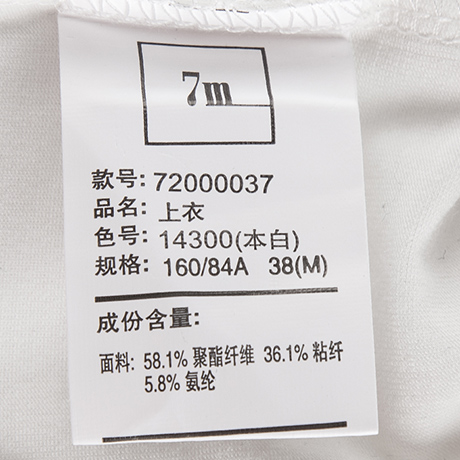 7m
款号: 72000037
品名: 上衣
色号: 14300(本白)
规格: 160/84A 38(M)
成份含量:
面料: 58.1% 聚酯纤维 36.1% 粘纤
5.8% 氨纶